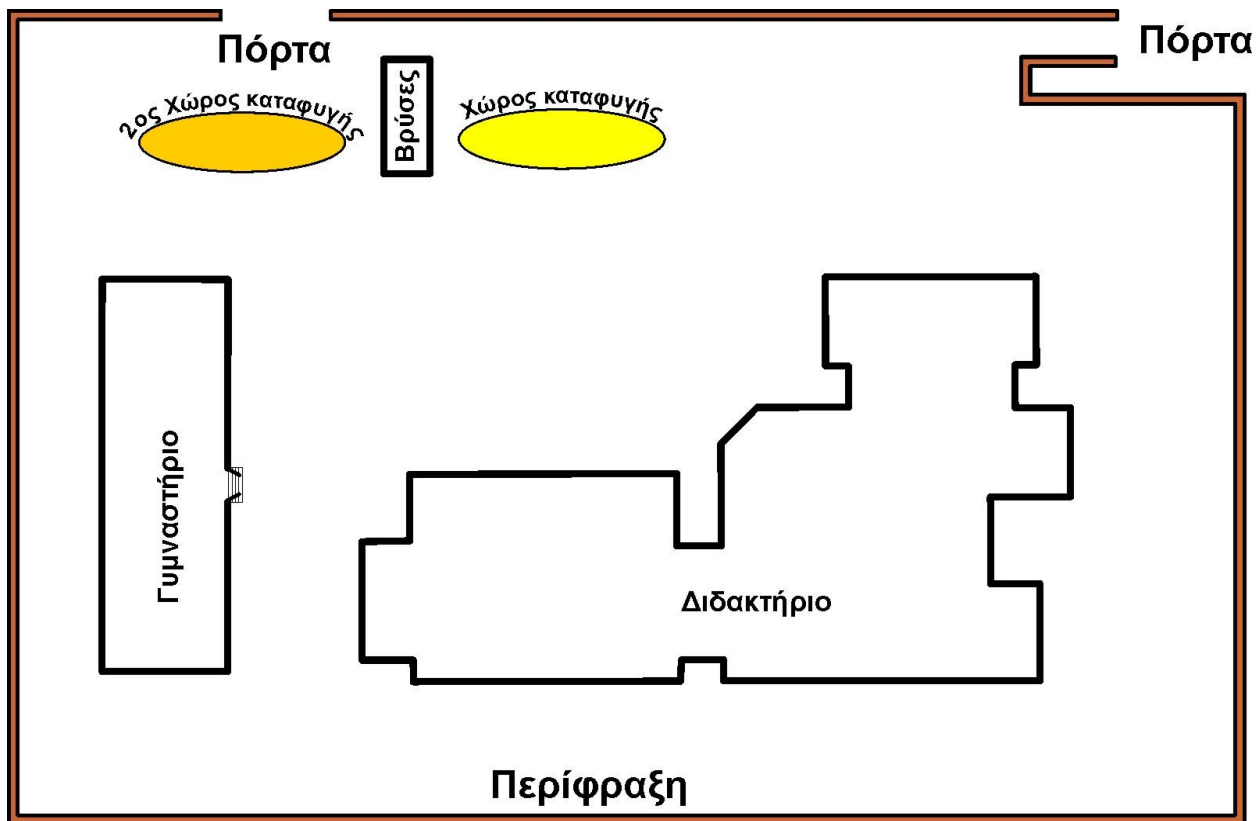 Πόρτα
Πόρτα
2ος Χώρος καταφυγής
Βρύσες
Χώρος καταφυγής
Γυμναστήριο
Διδακτήριο
Περίφραξη